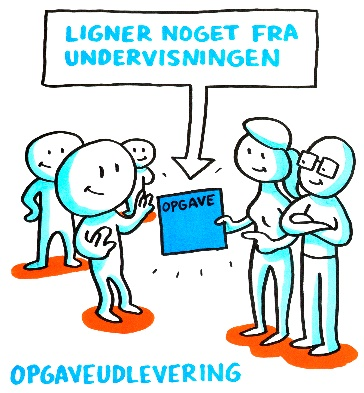 LIGNER NOGET FRA
UNDERVISNINGEN
OPGAVE
OPGAVEUDLEVERING